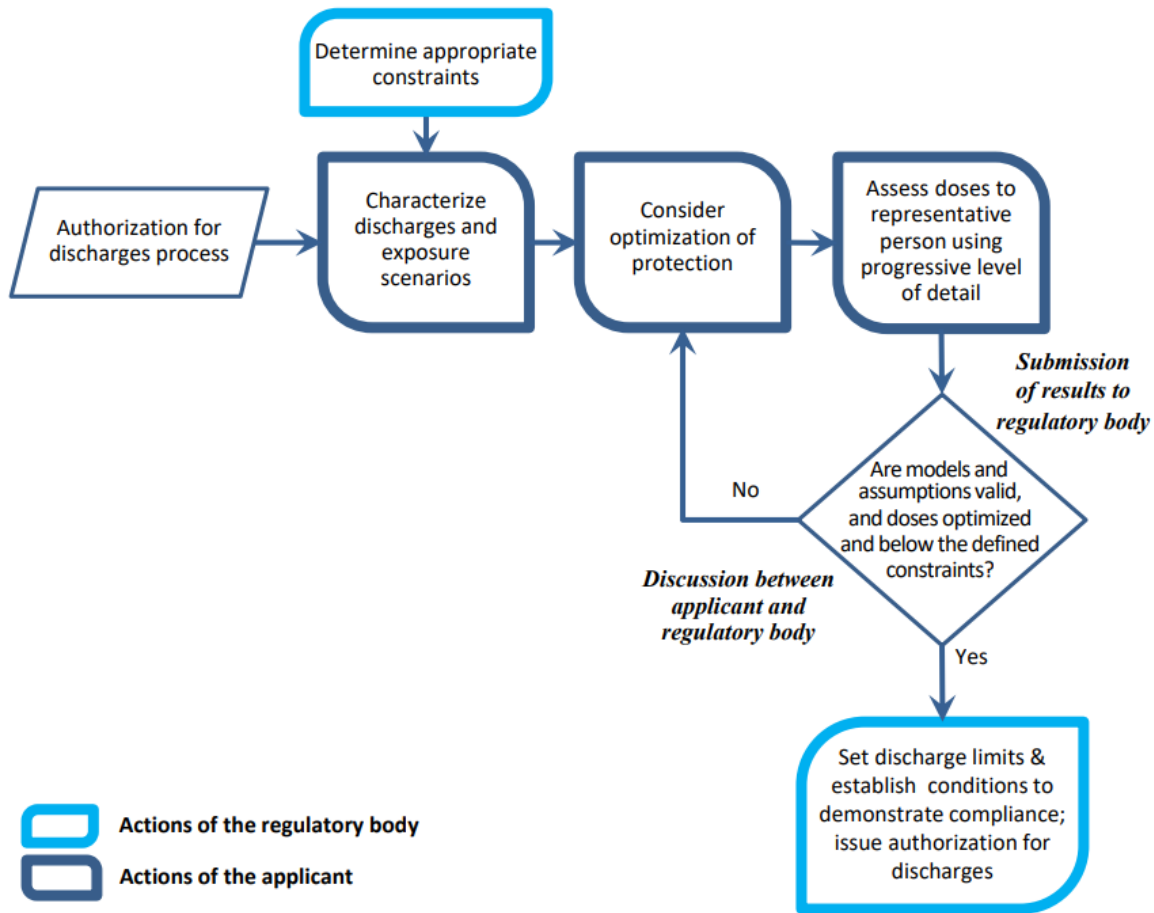 Determine appropriate
constraints
Authorization for
discharges process
Characterize
discharges and
exposure
scenarios
Consider
optimization of
protection
Assess doses to
representative
person using
progressive level
of detail
Submission
of results to
regulatory body
Are models and
assumptions valid,
and doses optimized
and below the defined
constraints?
No
Discussion between
applicant and
regulatory body
Yes
Set discharge limits &
establish conditions to
demonstrate compliance;
issue authorization for
discharges
Actions of the regulatory body
Actions of the applicant